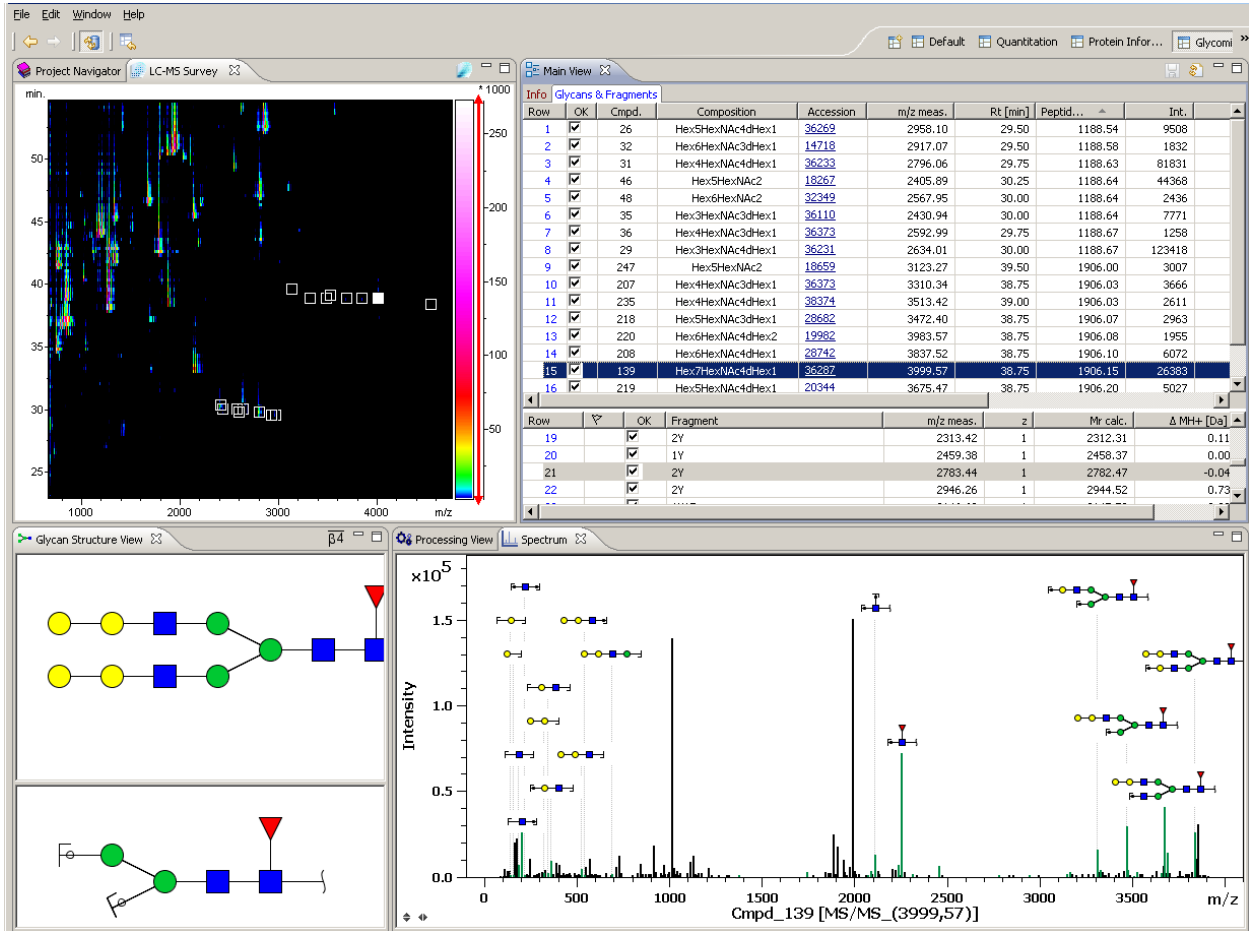 File Edit Window Help
Default Quantitation Protein Infor... Glycomi »
Project Navigator LC-MS Survey
min.
* 1000
50
45
40
35
30
25
250
200
150
100
50
1000 2000 3000 4000 m/z
Main View
Info Glycans & Fragments
Row OK Cmpd. Composition Accession m/z meas. Rt [min] Peptid... Int.
1 26 Hex5HexNAc4dHex1 36269 2958.10 29.50 1188.54 9508
2 32 Hex6HexNAc3dHex1 14718 2917.07 29.50 1188.58 1832
3 31 Hex4HexNAc4dHex1 36233 2796.06 29.75 1188.63 81831
4 46 Hex5HexNAc2 18267 2405.89 30.25 1188.64 44368
5 48 Hex6HexNAc2 32349 2567.95 30.00 1188.64 2436
6 35 Hex3HexNAc3dHex1 36110 2430.94 30.00 1188.64 7771
7 36 Hex4HexNAc3dHex1 36373 2592.99 29.75 1188.67 1258
8 29 Hex3HexNAc4dHex1 36231 2634.01 30.00 1188.67 123418
9 247 Hex5HexNAc2 18659 3123.27 39.50 1906.00 3007
10 207 Hex4HexNAc3dHex1 36373 3310.34 38.75 1906.03 3666
11 235 Hex4HexNAc4dHex1 38374 3513.42 39.00 1906.03 2611
12 218 Hex5HexNAc3dHex1 28682 3472.40 38.75 1906.07 2963
13 220 Hex6HexNAc4dHex2 19982 3983.57 38.75 1906.08 1955
14 208 Hex6HexNAc4dHex1 28742 3837.52 38.75 1906.10 6072
15 139 Hex7HexNAc4dHex1 36287 3999.57 38.75 1906.15 26383
16 219 Hex5HexNAc4dHex1 20344 3675.47 38.75 1906.20 5027
Row OK Fragment m/z meas. z Mr calc. Δ MH+ [Da]
19 2Y 2313.42 1 2312.31 0.11
20 1Y 2459.38 1 2458.37 0.00
21 2Y 2783.44 1 2782.47 -0.04
22 2Y 2946.26 1 2944.52 0.73
Glycan Structure View β4
Processing View Spectrum
×10⁵
Intensity
1.5
1.0
0.5
0.0
0 500 1000 1500 2000 2500 3000 3500 m/z
Cmpd_139 [MS/MS_(3999,57)]